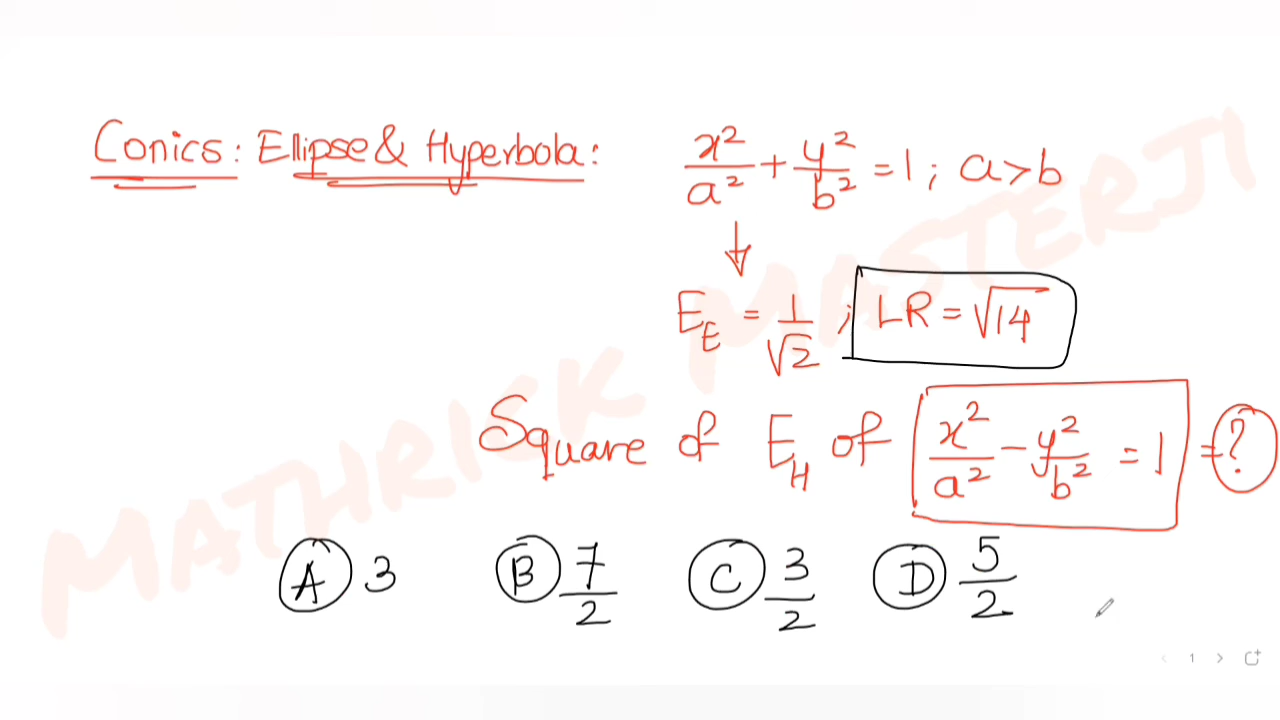 Conics: Ellipse & Hyperbola: x²/a² + y²/b² = 1; a > b
↓
E_E = 1/√2; LR = √14
Square of E_H of x²/a² - y²/b² = 1 = ?
(A) 3 (B) 7/2 (C) 3/2 (D) 5/2
MATHRISK MASTERJI
1